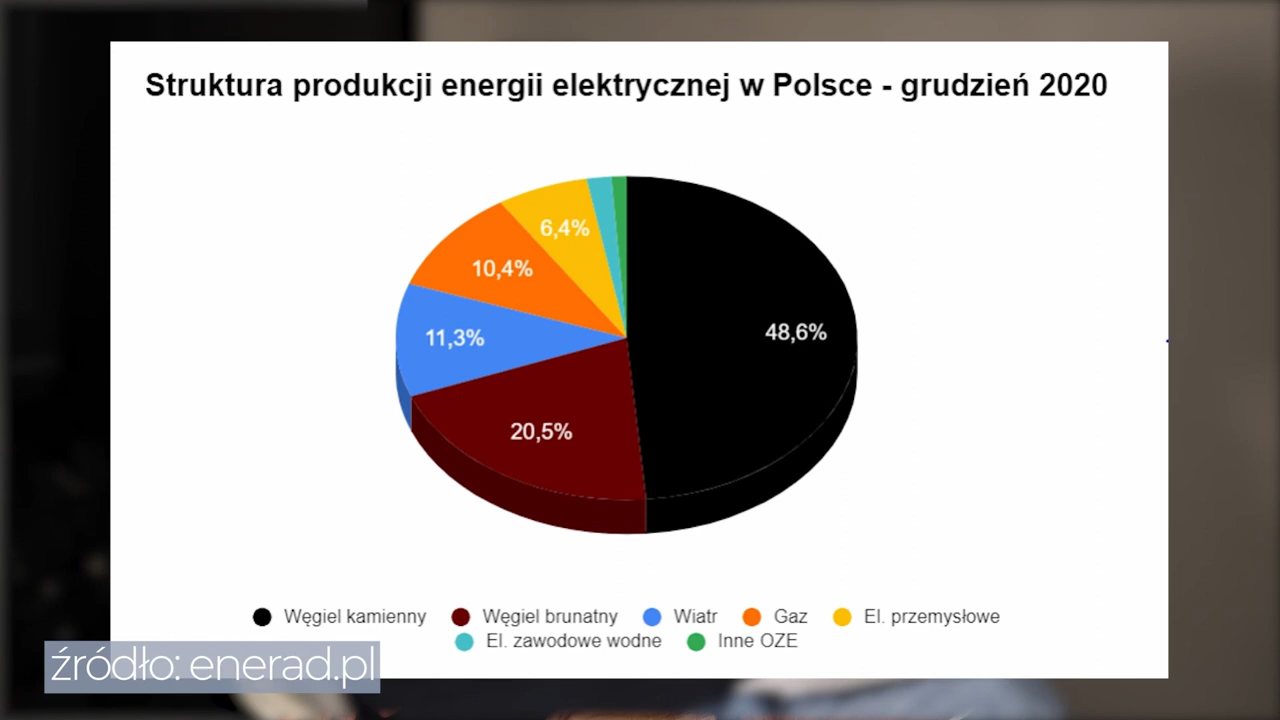 Struktura produkcji energii elektrycznej w Polsce - grudzień 2020
6,4%
10,4%
11,3%
48,6%
20,5%
Węgiel kamienny Węgiel brunatny Wiatr Gaz El. przemysłowe
El. zawodowe wodne Inne OZE
źródło: enerad.pl